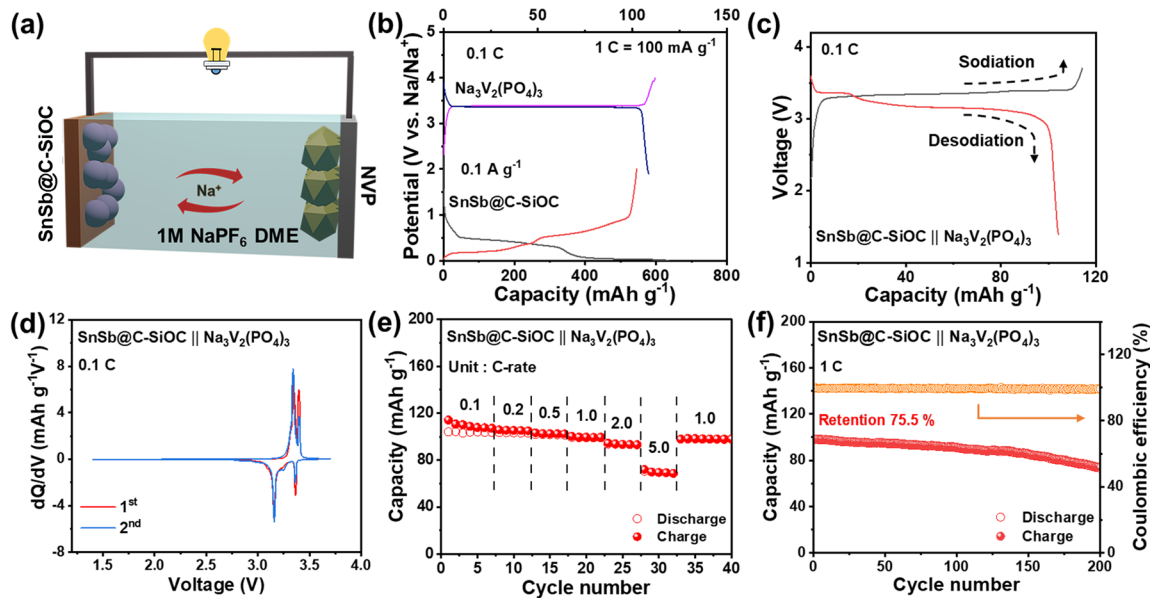 (a)
SnSb@C-SiOC
Na⁺
1M NaPF₆ DME
NVP
(b)
0 40 80 120
0.1 C
1 C = 100 mA g⁻¹
Na₃V₂(PO₄)₃
0.1 A g⁻¹
SnSb@C-SiOC
Potential (V vs. Na/Na⁺)
5
4
3
2
1
0
0 200 400 600 800
Capacity (mAh g⁻¹)
(c)
0.1 C
Sodiation
Desodiation
SnSb@C-SiOC || Na₃V₂(PO₄)₃
Voltage (V)
4
3
2
1
0 40 80 120
Capacity (mAh g⁻¹)
(d)
SnSb@C-SiOC || Na₃V₂(PO₄)₃
0.1 C
dQ/dV (mAh g⁻¹V⁻¹)
12
8
4
0
-4
-8
1ˢᵗ
2ⁿᵈ
1.5 2.0 2.5 3.0 3.5 4.0
Voltage (V)
(e)
SnSb@C-SiOC || Na₃V₂(PO₄)₃
Unit : C-rate
0.1 0.2 0.5 1.0 2.0 5.0 1.0
Capacity (mAh g⁻¹)
200
160
120
80
40
0
Discharge
Charge
0 5 10 15 20 25 30 35 40
Cycle number
(f)
SnSb@C-SiOC || Na₃V₂(PO₄)₃
1 C
Retention 75.5 %
Capacity (mAh g⁻¹)
200
160
120
80
40
0
Discharge
Charge
Coulombic efficiency (%)
120
80
40
0
0 50 100 150 200
Cycle number